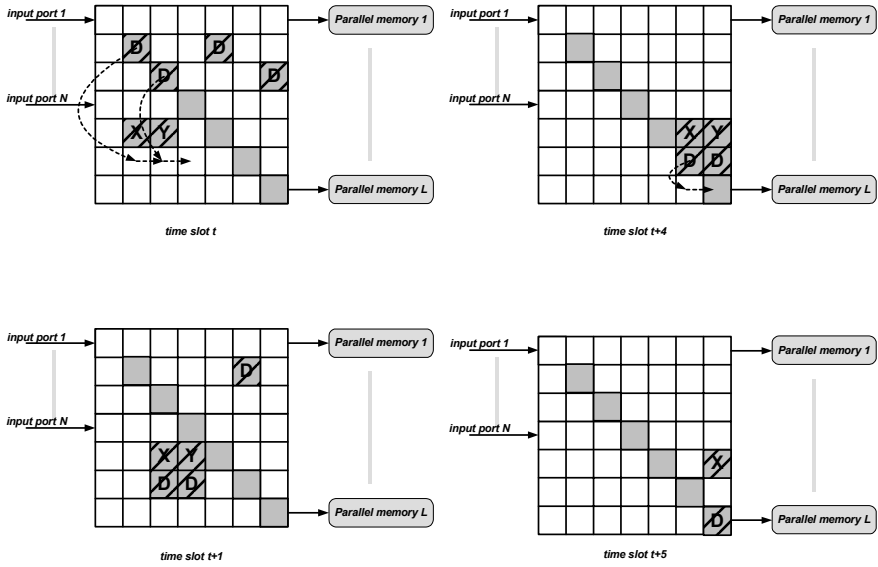 input port 1
Parallel memory 1
D
D
D
D
input port N
X Y
Parallel memory L
time slot t
input port 1
Parallel memory 1
input port N
X Y
D D
Parallel memory L
time slot t+4
input port 1
Parallel memory 1
D
input port N
X Y
D D
Parallel memory L
time slot t+1
input port 1
Parallel memory 1
input port N
X
D
Parallel memory L
time slot t+5